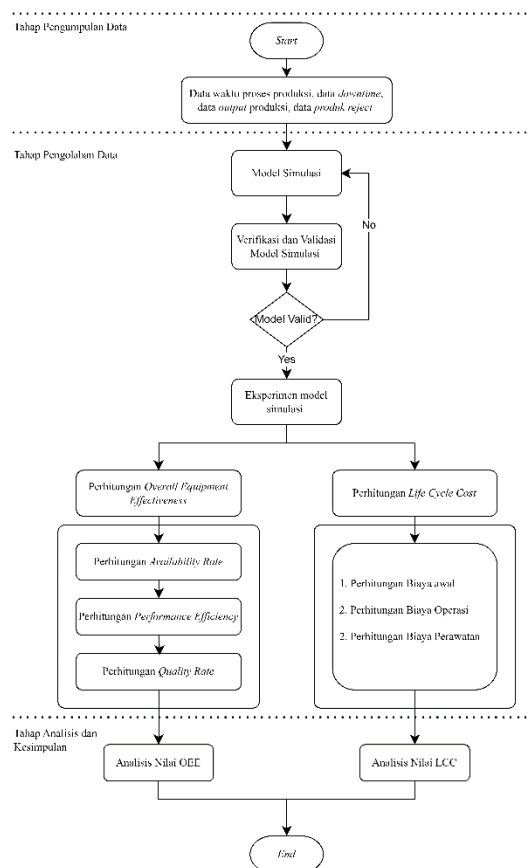 Tahap Pengumpulan Data
Start
Data waktu proses produksi, data downtime,
data output produksi, data produk reject
Tahap Pengolahan Data
Model Simulasi
No
Verifikasi dan Validasi
Model Simulasi
Model Valid?
Yes
Eksperimen model
simulasi
Perhitungan Overall Equipment
Effectiveness
Perhitungan Life Cycle Cost
Perhitungan Availability Rate
Perhitungan Performance Efficiency
Perhitungan Quality Rate
1. Perhitungan Biaya awal
2. Perhitungan Biaya Operasi
2. Perhitungan Biaya Perawatan
Tahap Analisis dan
Kesimpulan
Analisis Nilai OEE
Analisis Nilai LCC
End